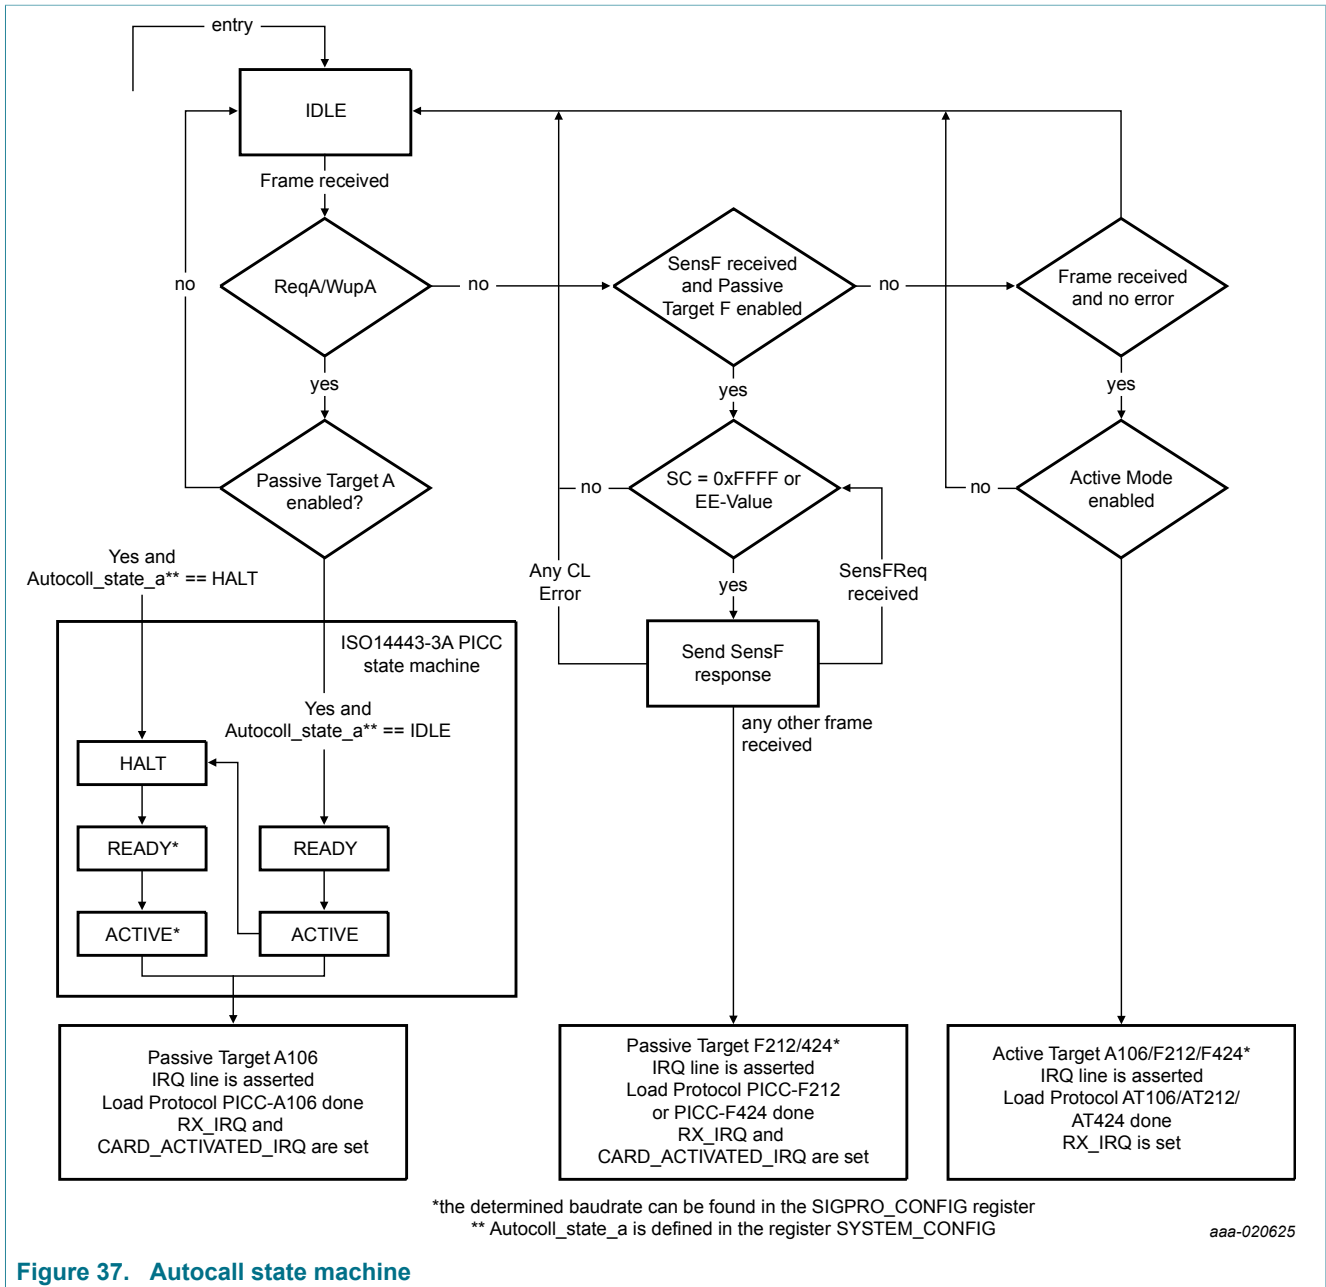 entry
IDLE
Frame received
ReqA/WupA
no
no
SensF received
and Passive
Target F enabled
no
Frame received
and no error
yes
yes
yes
Passive Target A
enabled?
no
SC = 0xFFFF or
EE-Value
no
Active Mode
enabled
Yes and
Autocoll_state_a** == HALT
Any CL
Error
yes
SensFReq
received
ISO14443-3A PICC
state machine
Send SensF
response
Yes and
Autocoll_state_a** == IDLE
any other frame
received
HALT
READY*
READY
ACTIVE*
ACTIVE
Passive Target A106
IRQ line is asserted
Load Protocol PICC-A106 done
RX_IRQ and
CARD_ACTIVATED_IRQ are set
Passive Target F212/424*
IRQ line is asserted
Load Protocol PICC-F212
or PICC-F424 done
RX_IRQ and
CARD_ACTIVATED_IRQ are set
Active Target A106/F212/F424*
IRQ line is asserted
Load Protocol AT106/AT212/
AT424 done
RX_IRQ is set
*the determined baudrate can be found in the SIGPRO_CONFIG register
** Autocoll_state_a is defined in the register SYSTEM_CONFIG
aaa-020625
Figure 37. Autocall state machine